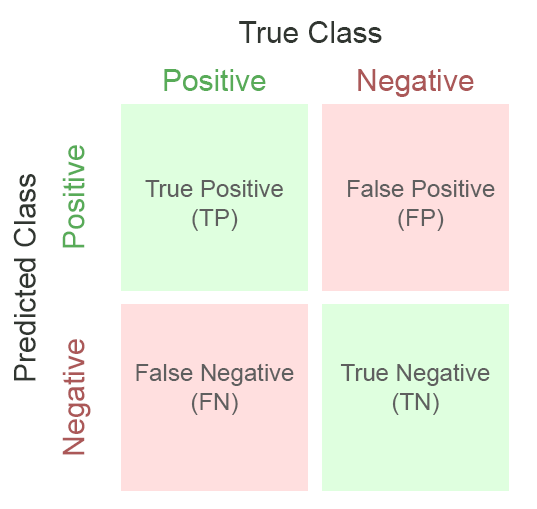 True Class
Positive
Negative
Predicted Class
Positive
True Positive
(TP)
False Positive
(FP)
Negative
False Negative
(FN)
True Negative
(TN)